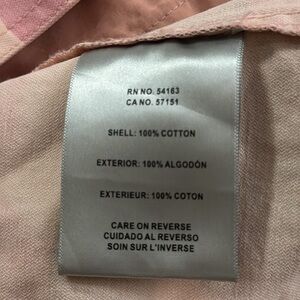 RN NO. 54163
CA NO. 57151
SHELL: 100% COTTON
EXTERIOR: 100% ALGODÓN
EXTERIEUR: 100% COTON
CARE ON REVERSE
CUIDADO AL REVERSO
SOIN SUR L'INVERSE